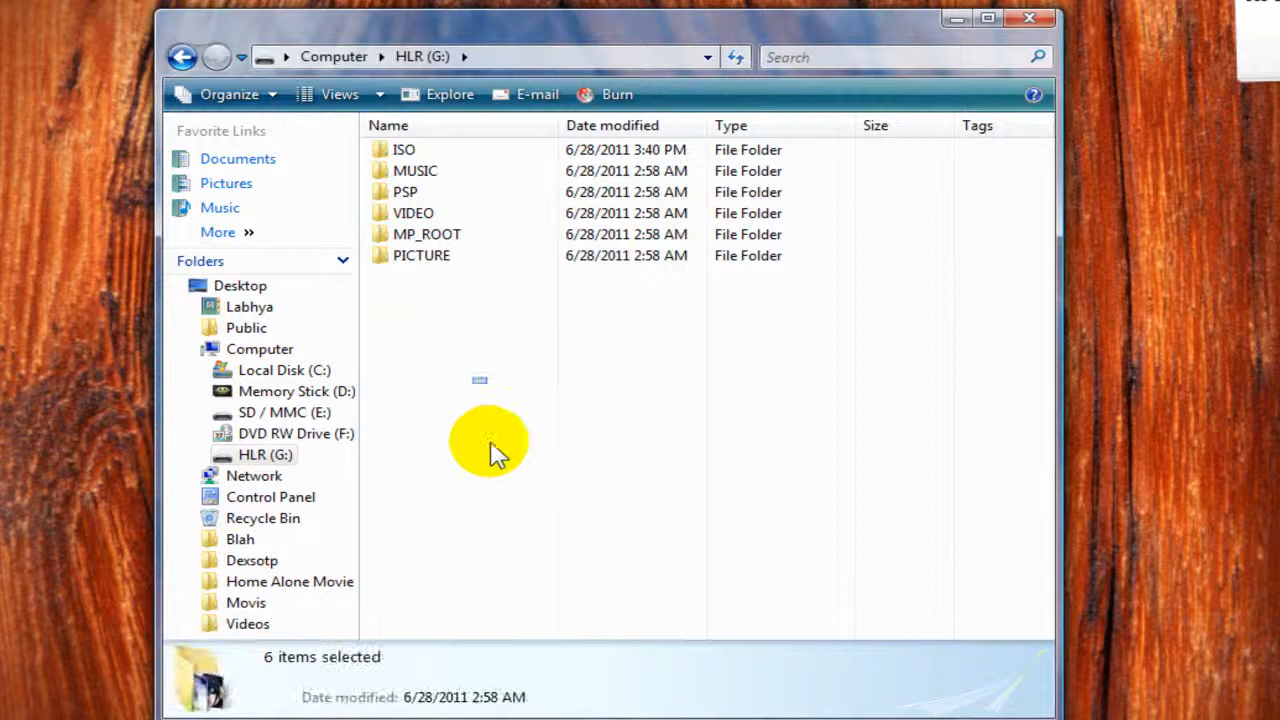 Computer HLR (G:) Search
Organize Views Explore E-mail Burn
Favorite Links
Documents
Pictures
Music
More »
Folders
Desktop
Labhya
Public
Computer
Local Disk (C:)
Memory Stick (D:)
SD / MMC (E:)
DVD RW Drive (F:)
HLR (G:)
Network
Control Panel
Recycle Bin
Blah
Dexsotp
Home Alone Movie
Movis
Videos
Name Date modified Type Size Tags
ISO 6/28/2011 3:40 PM File Folder
MUSIC 6/28/2011 2:58 AM File Folder
PSP 6/28/2011 2:58 AM File Folder
VIDEO 6/28/2011 2:58 AM File Folder
MP_ROOT 6/28/2011 2:58 AM File Folder
PICTURE 6/28/2011 2:58 AM File Folder
6 items selected
Date modified: 6/28/2011 2:58 AM